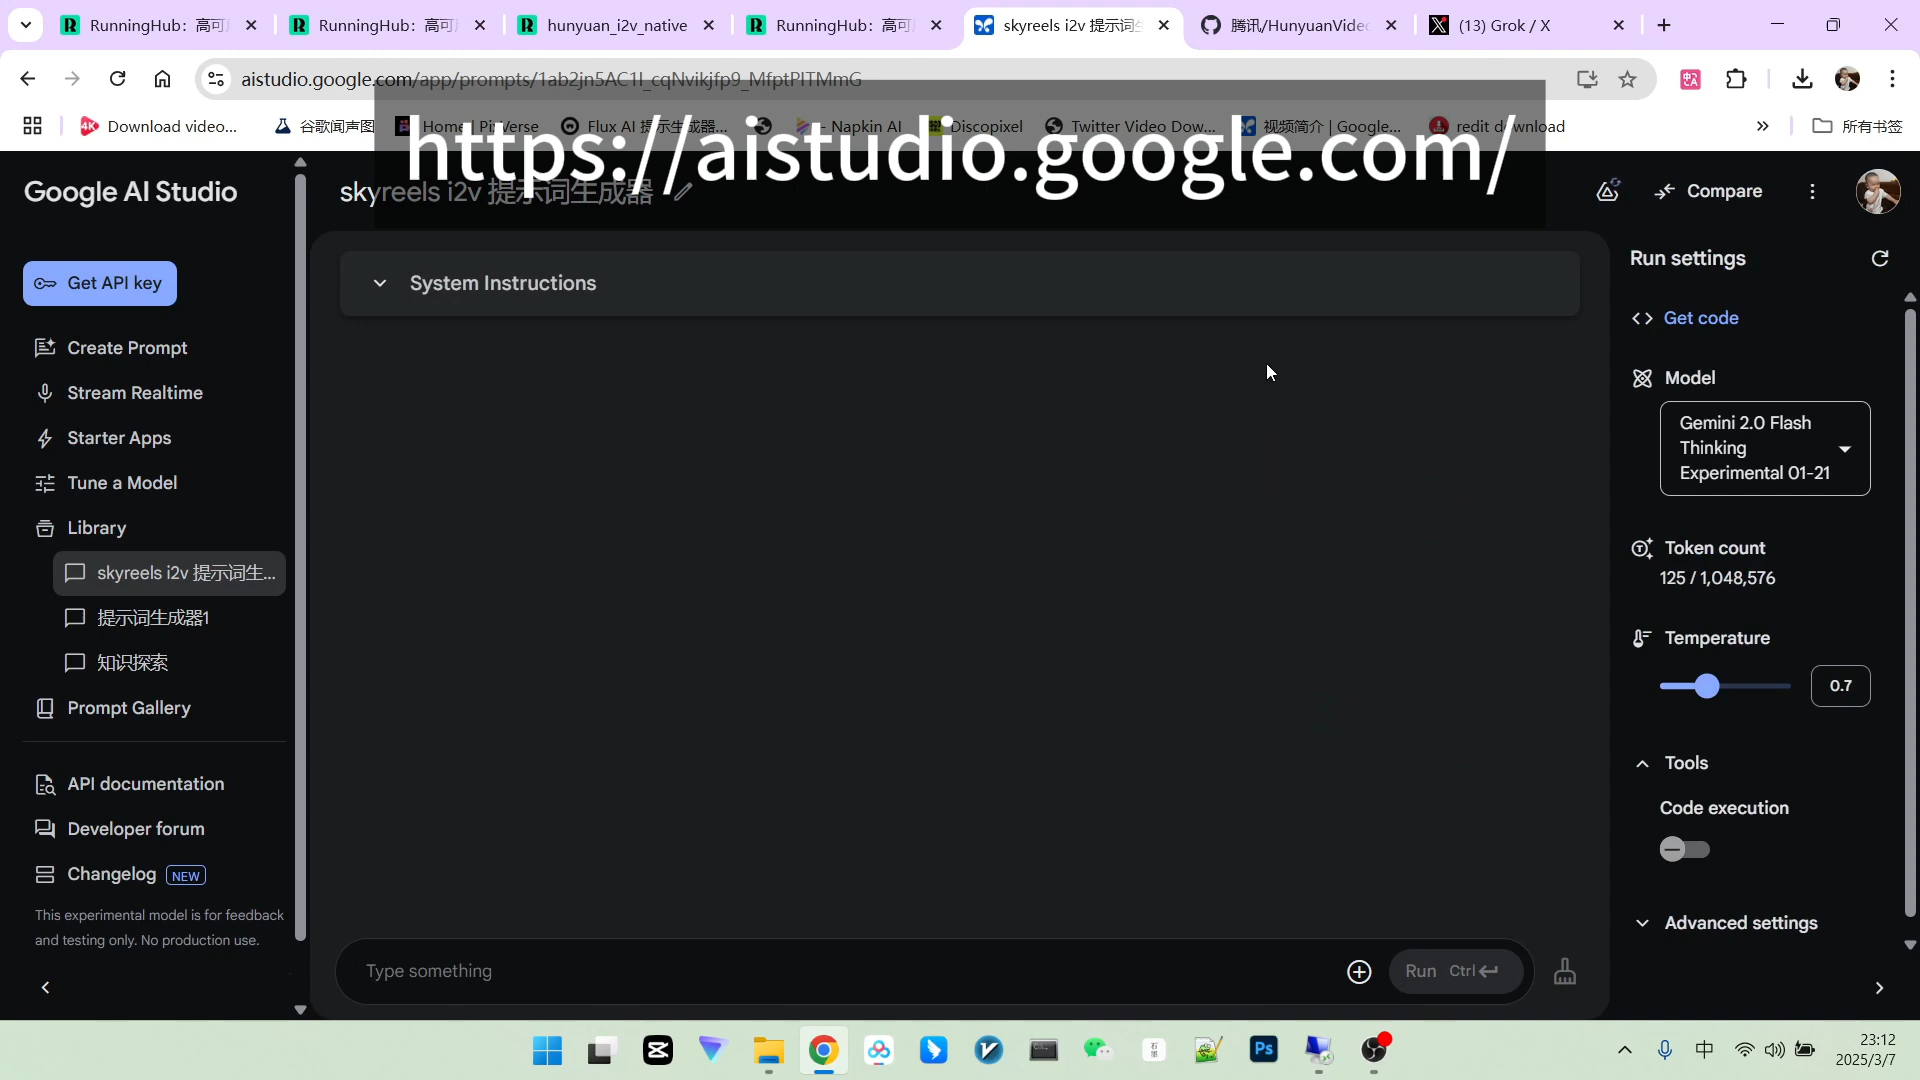 RunningHub：高可
RunningHub：高可
hunyuan_i2v_native
RunningHub：高可
skyreels i2v 提示词
腾讯/HunyuanVide
(13) Grok / X
aistudio.google.com/app/prompts/1ab2jn5AC1I_cqNvikjfp9_MfptPITMmG
Download video...
谷歌闻声图
Home | PixVerse
Flux AI 提示生成器...
- Napkin AI
Discopixel
Twitter Video Dow...
视频简介 | Google...
redit download
所有书签
https://aistudio.google.com/
Google AI Studio
skyreels i2v 提示词生成器
Compare
Get API key
Create Prompt
Stream Realtime
Starter Apps
Tune a Model
Library
skyreels i2v 提示词生...
提示词生成器1
知识探索
Prompt Gallery
API documentation
Developer forum
Changelog NEW
This experimental model is for feedback
and testing only. No production use.
System Instructions
Type something
Run Ctrl
Run settings
Get code
Model
Gemini 2.0 Flash
Thinking
Experimental 01-21
Token count
125 / 1,048,576
Temperature
0.7
Tools
Code execution
Advanced settings
Ps
中
23:12
2025/3/7